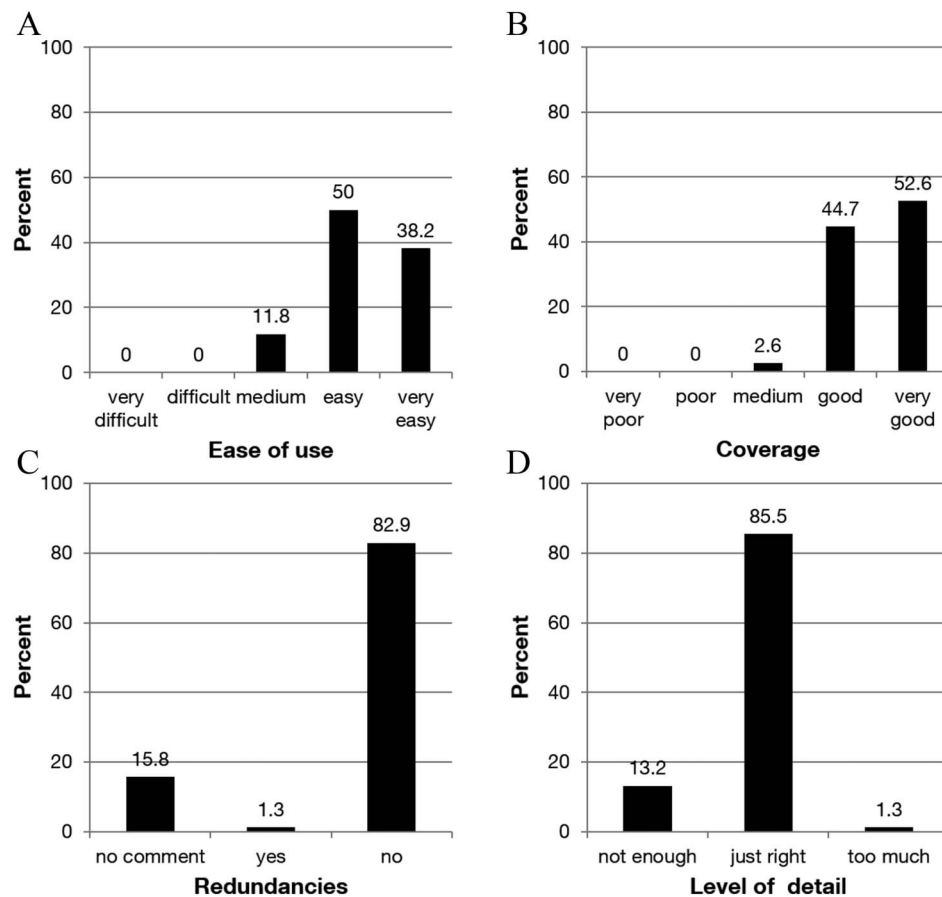 A
100
80
60
40
20
0
Percent
0
0
11.8
50
38.2
very difficult
difficult
medium
easy
very easy
Ease of use
B
100
80
60
40
20
0
Percent
0
0
2.6
44.7
52.6
very poor
poor
medium
good
very good
Coverage
C
100
80
60
40
20
0
Percent
15.8
1.3
82.9
no comment
yes
no
Redundancies
D
100
80
60
40
20
0
Percent
13.2
85.5
1.3
not enough
just right
too much
Level of detail